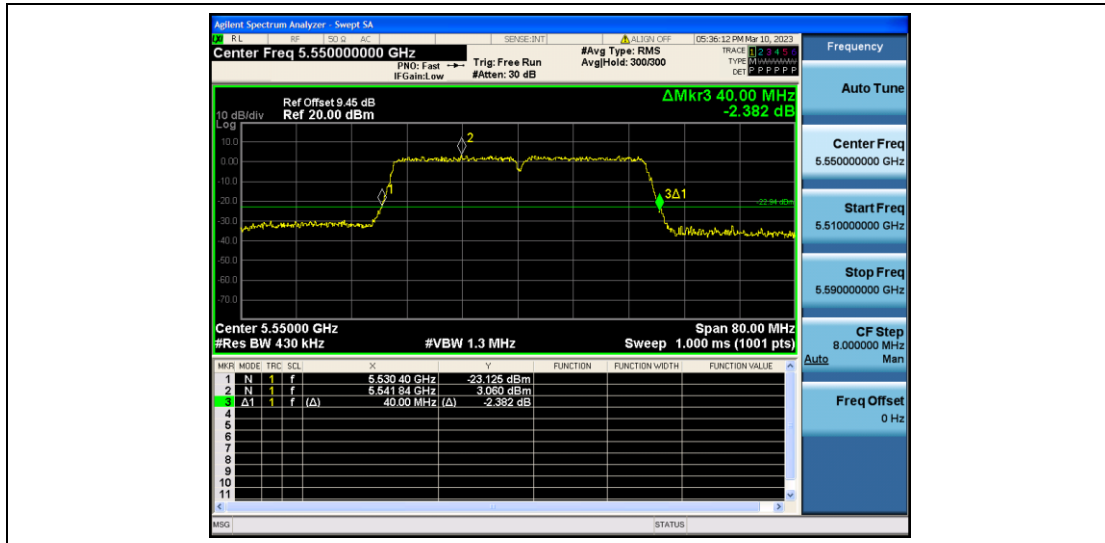 Agilent Spectrum Analyzer - Swept SA
RL RF 50 Ω AC SENSE:INT ALIGN OFF 05:36:12 PM Mar 10, 2023
Center Freq 5.550000000 GHz
PNO: Fast
IFGain:Low
Trig: Free Run
#Atten: 30 dB
#Avg Type: RMS
Avg|Hold: 300/300
TRACE 1 2 3 4 5 6
TYPE M
DET P P P P P P
Frequency
Auto Tune
Center Freq
5.550000000 GHz
Start Freq
5.510000000 GHz
Stop Freq
5.590000000 GHz
CF Step
8.000000 MHz
Auto Man
Freq Offset
0 Hz
ΔMkr3 40.00 MHz
-2.382 dB
Ref Offset 9.45 dB
10 dB/div Ref 20.00 dBm
Log
10.0
0.00
-10.0
-20.0
-30.0
-40.0
-50.0
-60.0
-70.0
2
1
3Δ1
-22.94 dBm
Center 5.55000 GHz Span 80.00 MHz
#Res BW 430 kHz #VBW 1.3 MHz Sweep 1.000 ms (1001 pts)
MKR MODE TRC SCL X Y FUNCTION FUNCTION WIDTH FUNCTION VALUE
1 N 1 f 5.530 40 GHz -23.125 dBm
2 N 1 f 5.541 84 GHz 3.060 dBm
3 Δ1 1 f (Δ) 40.00 MHz (Δ) -2.382 dB
4
5
6
7
8
9
10
11
MSG STATUS